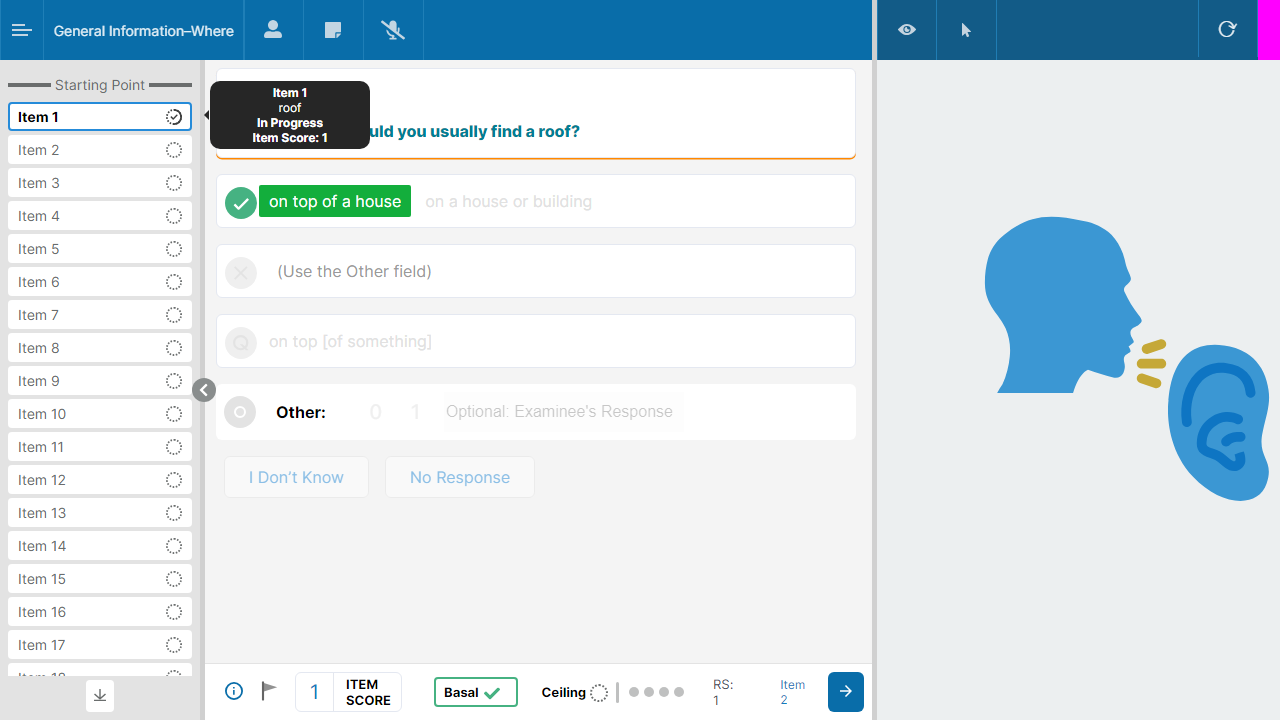 General Information–Where
Starting Point
Item 1
Item 2
Item 3
Item 4
Item 5
Item 6
Item 7
Item 8
Item 9
Item 10
Item 11
Item 12
Item 13
Item 14
Item 15
Item 16
Item 17
Item 1
roof
In Progress
Item Score: 1
you usually find a roof?
on top of a house
on a house or building
(Use the Other field)
Q
on top [of something]
O
Other:
0
1
Optional: Examinee's Response
I Don't Know
No Response
1
ITEM
SCORE
Basal
Ceiling
RS:
1
Item
2